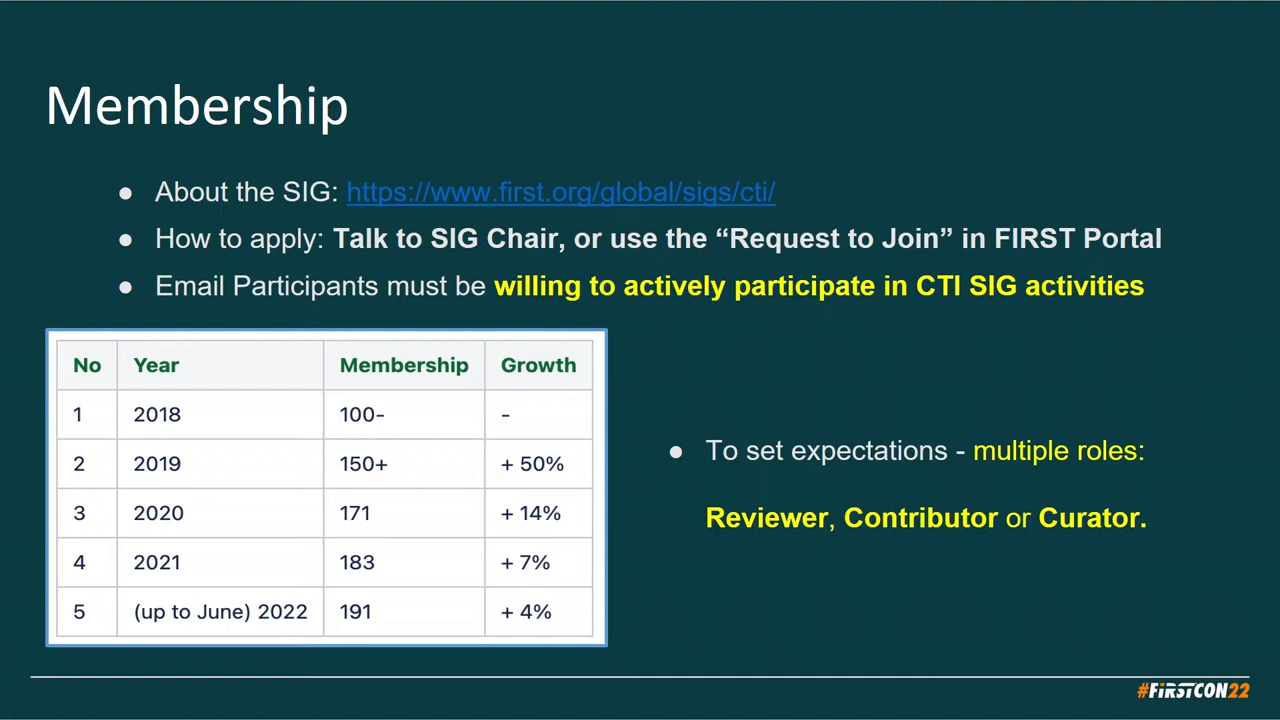 Membership
● About the SIG: https://www.first.org/global/sigs/cti/
● How to apply: Talk to SIG Chair, or use the “Request to Join” in FIRST Portal
● Email Participants must be willing to actively participate in CTI SIG activities
No Year Membership Growth
1 2018 100- -
2 2019 150+ + 50%
3 2020 171 + 14%
4 2021 183 + 7%
5 (up to June) 2022 191 + 4%
● To set expectations - multiple roles:
Reviewer, Contributor or Curator.
#FIRSTCON22